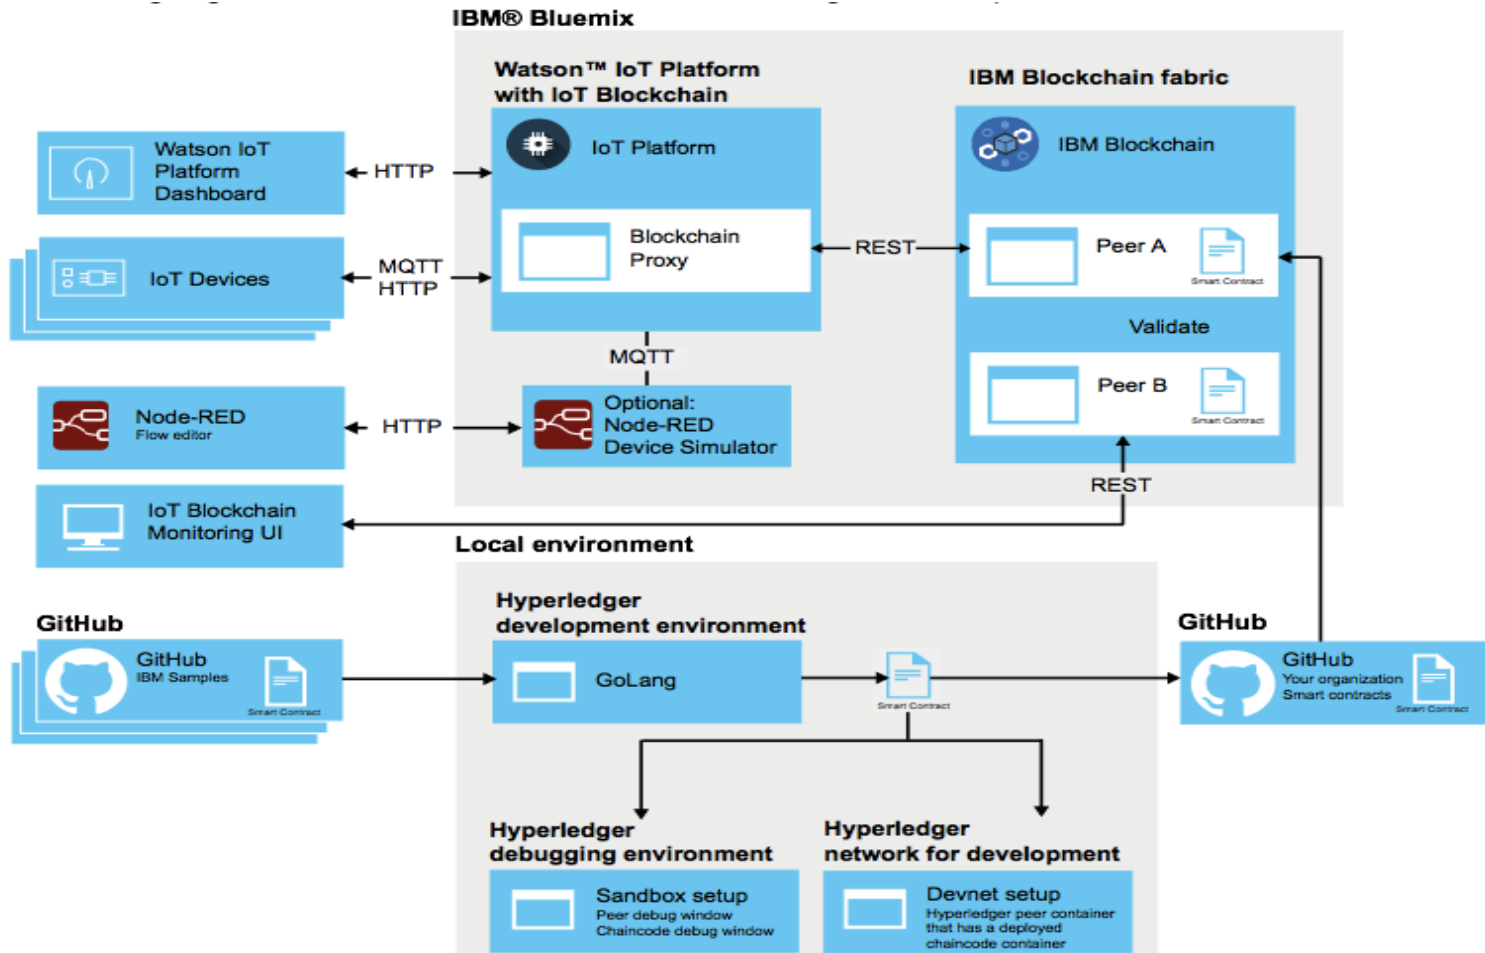 IBM® Bluemix
Watson™ IoT Platform
with IoT Blockchain
IBM Blockchain fabric
Watson IoT
Platform
Dashboard
HTTP
IoT Platform
IBM Blockchain
IoT Devices
MQTT
HTTP
Blockchain
Proxy
REST
Peer A
Smart Contract
Validate
MQTT
Peer B
Smart Contract
Node-RED
Flow editor
HTTP
Optional:
Node-RED
Device Simulator
REST
IoT Blockchain
Monitoring UI
Local environment
Hyperledger
development environment
GitHub
GitHub
IBM Samples
Smart Contract
GoLang
Smart Contract
GitHub
GitHub
Your organization
Smart contracts
Smart Contract
Hyperledger
debugging environment
Sandbox setup
Peer debug window
Chaincode debug window
Hyperledger
network for development
Devnet setup
Hyperledger peer container
that has a deployed
chaincode container